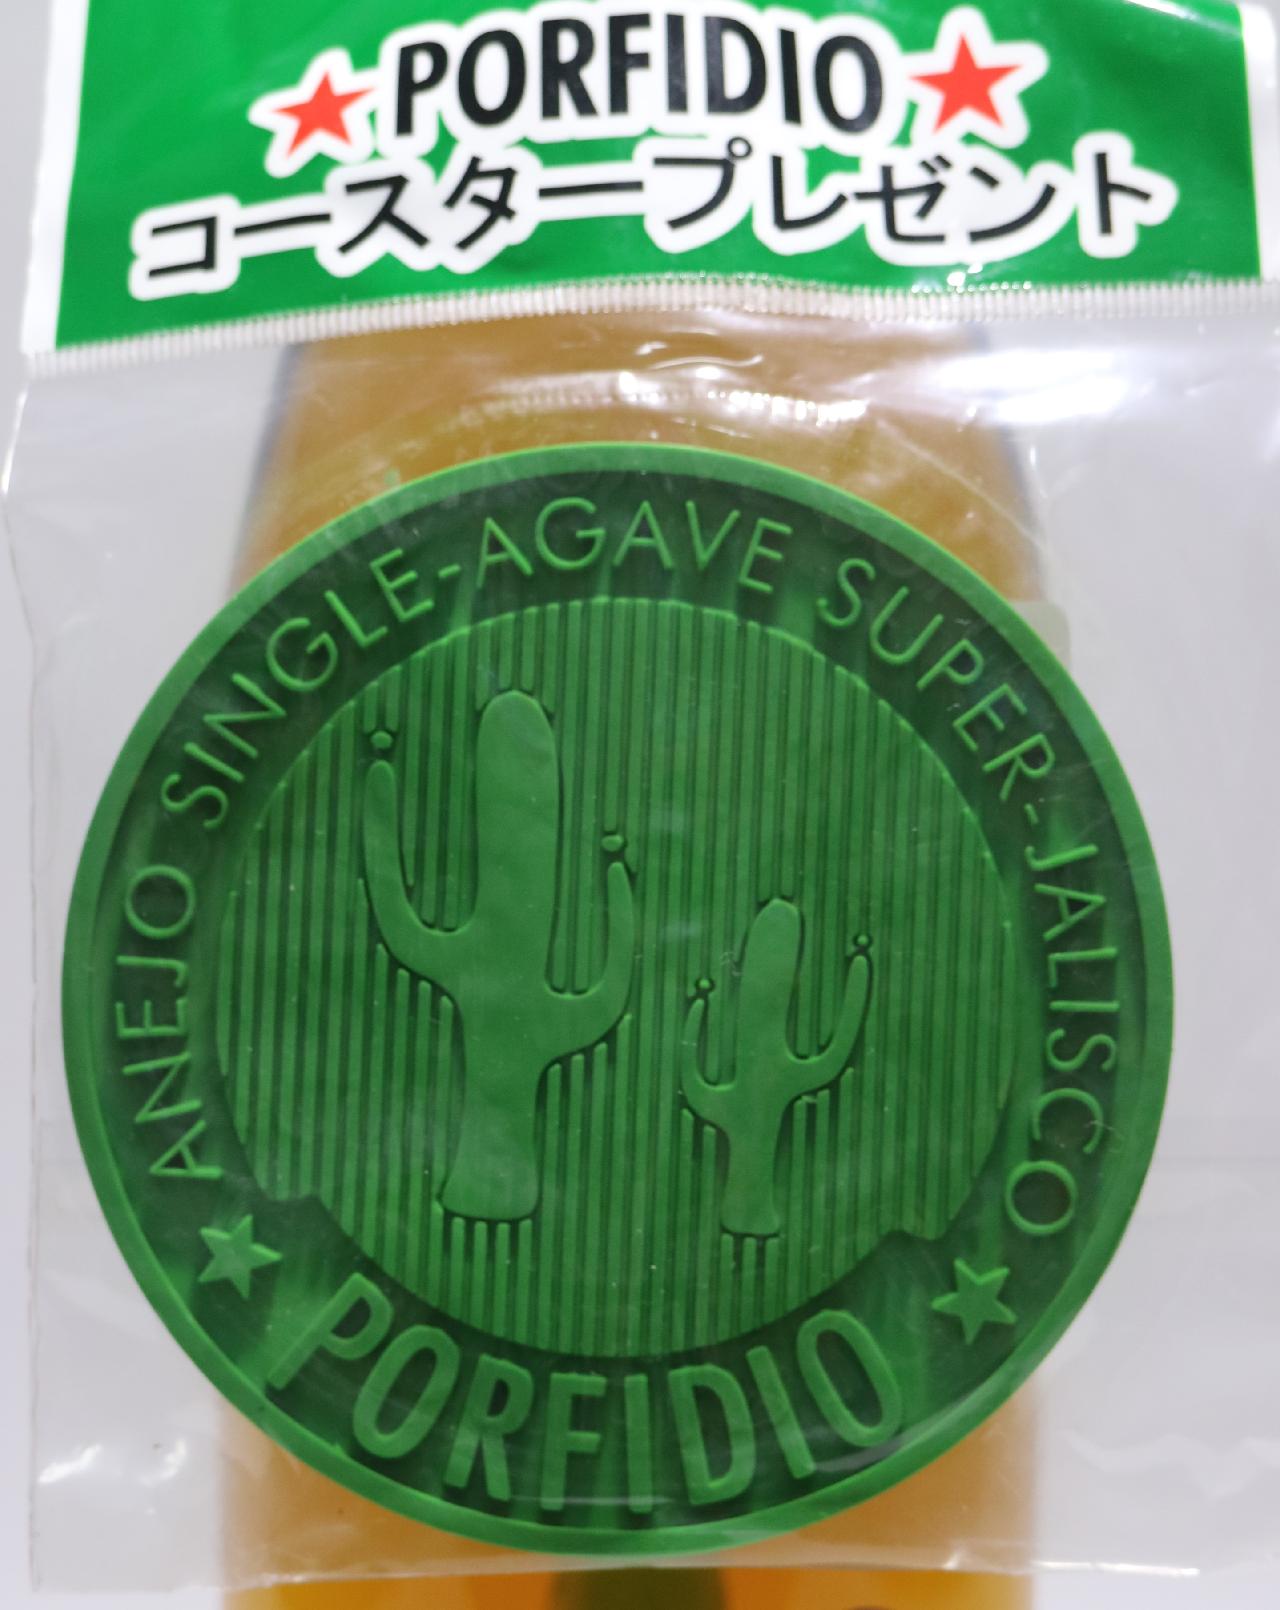 ★PORFIDIO★
コースタープレゼント
ANEJO SINGLE-AGAVE SUPER-JALISCO
★ PORFIDIO ★